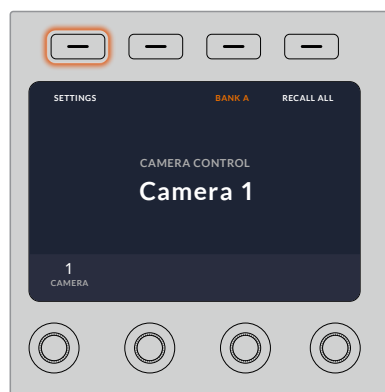 SETTINGS BANK A RECALL ALL
CAMERA CONTROL
Camera 1
1
CAMERA